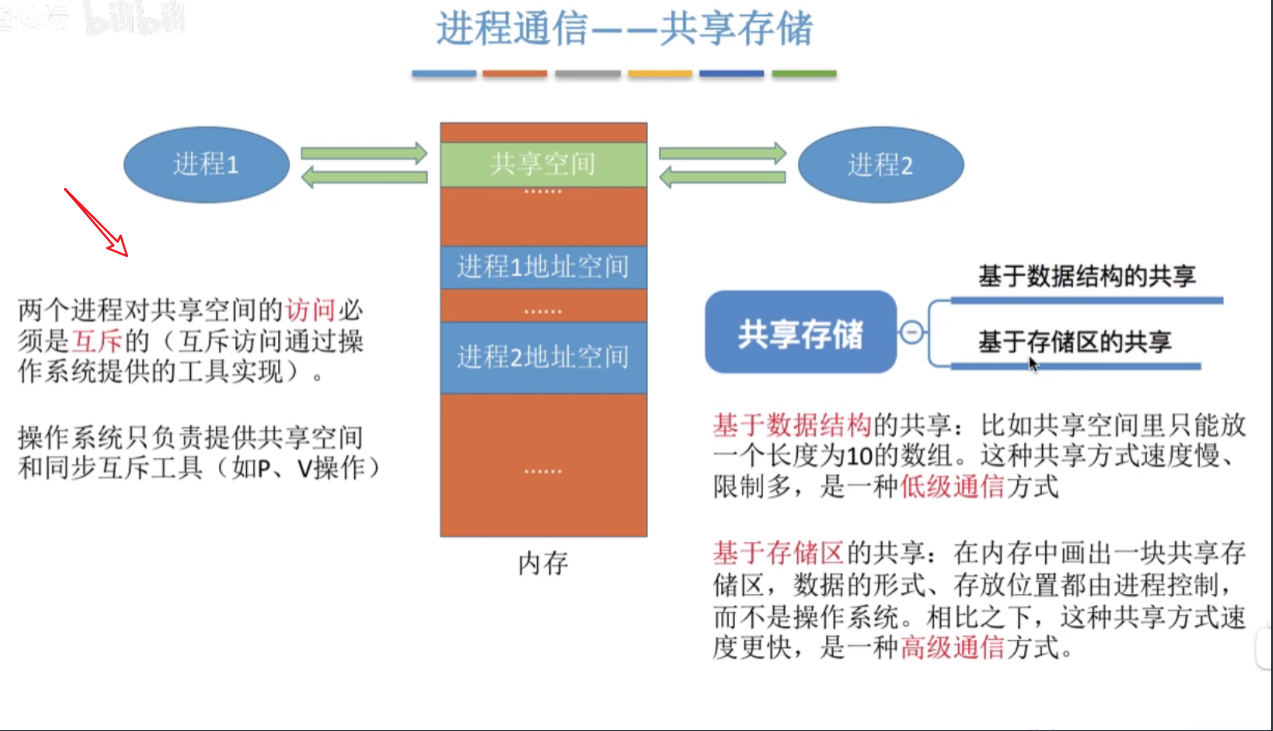 bilibili
进程通信——共享存储
进程1
共享空间
进程2
……
进程1地址空间
……
进程2地址空间
……
内存
两个进程对共享空间的访问必
须是互斥的（互斥访问通过操
作系统提供的工具实现）。
操作系统只负责提供共享空间
和同步互斥工具（如P、V操作）
共享存储
基于数据结构的共享
基于存储区的共享
基于数据结构的共享：比如共享空间里只能放
一个长度为10的数组。这种共享方式速度慢、
限制多，是一种低级通信方式
基于存储区的共享：在内存中画出一块共享存
储区，数据的形式、存放位置都由进程控制，
而不是操作系统。相比之下，这种共享方式速
度更快，是一种高级通信方式。